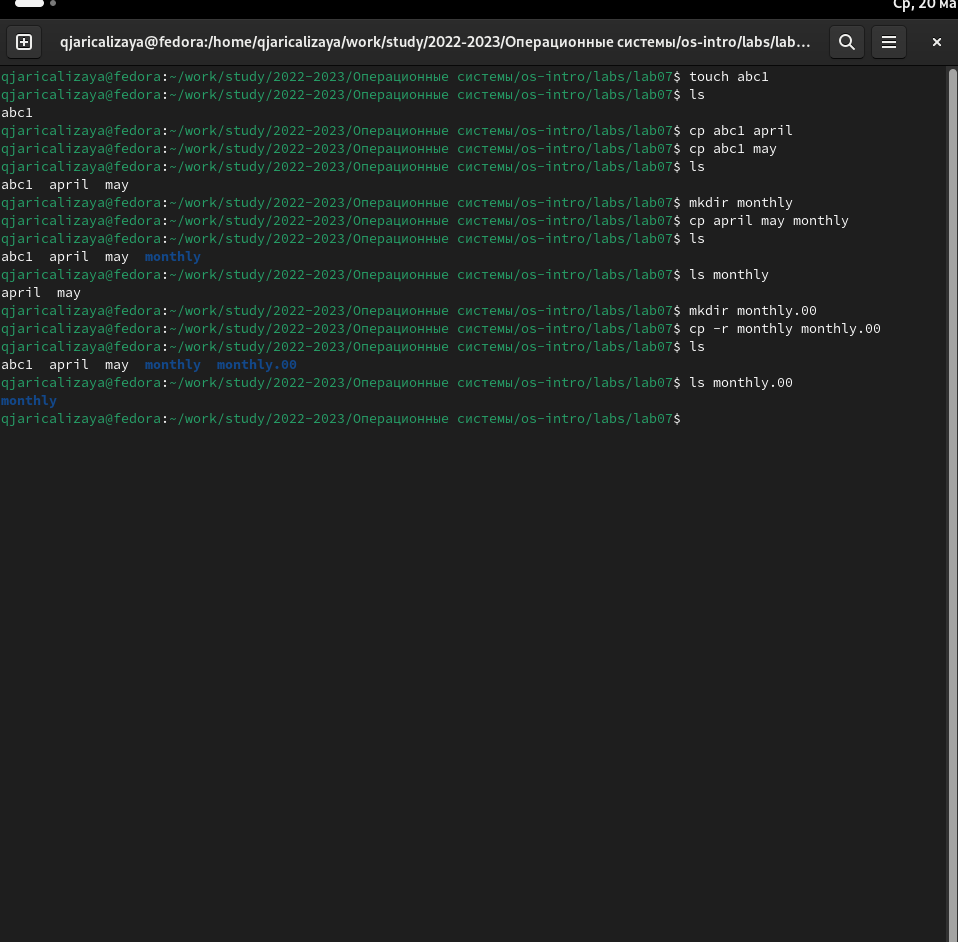 Ср, 20 ма
qjaricalizaya@fedora:/home/qjaricalizaya/work/study/2022-2023/Операционные системы/os-intro/labs/lab...
qjaricalizaya@fedora:~/work/study/2022-2023/Операционные системы/os-intro/labs/lab07$ touch abc1
qjaricalizaya@fedora:~/work/study/2022-2023/Операционные системы/os-intro/labs/lab07$ ls
abc1
qjaricalizaya@fedora:~/work/study/2022-2023/Операционные системы/os-intro/labs/lab07$ cp abc1 april
qjaricalizaya@fedora:~/work/study/2022-2023/Операционные системы/os-intro/labs/lab07$ cp abc1 may
qjaricalizaya@fedora:~/work/study/2022-2023/Операционные системы/os-intro/labs/lab07$ ls
abc1  april  may
qjaricalizaya@fedora:~/work/study/2022-2023/Операционные системы/os-intro/labs/lab07$ mkdir monthly
qjaricalizaya@fedora:~/work/study/2022-2023/Операционные системы/os-intro/labs/lab07$ cp april may monthly
qjaricalizaya@fedora:~/work/study/2022-2023/Операционные системы/os-intro/labs/lab07$ ls
abc1  april  may  monthly
qjaricalizaya@fedora:~/work/study/2022-2023/Операционные системы/os-intro/labs/lab07$ ls monthly
april  may
qjaricalizaya@fedora:~/work/study/2022-2023/Операционные системы/os-intro/labs/lab07$ mkdir monthly.00
qjaricalizaya@fedora:~/work/study/2022-2023/Операционные системы/os-intro/labs/lab07$ cp -r monthly monthly.00
qjaricalizaya@fedora:~/work/study/2022-2023/Операционные системы/os-intro/labs/lab07$ ls
abc1  april  may  monthly  monthly.00
qjaricalizaya@fedora:~/work/study/2022-2023/Операционные системы/os-intro/labs/lab07$ ls monthly.00
monthly
qjaricalizaya@fedora:~/work/study/2022-2023/Операционные системы/os-intro/labs/lab07$